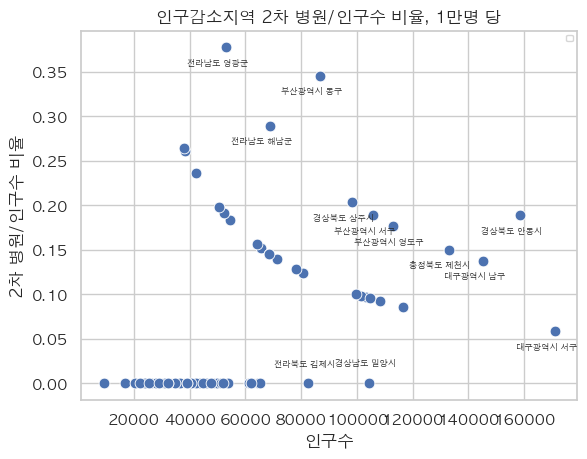 인구감소지역 2차 병원/인구수 비율, 1만명 당
2차 병원/인구수 비율
0.35
0.30
0.25
0.20
0.15
0.10
0.05
0.00
전라남도 영광군
부산광역시 동구
전라남도 해남군
경상북도 상주시
부산광역시 서구
부산광역시 영도구
경상북도 안동시
충청북도 제천시
대구광역시 남구
대구광역시 서구
전라북도 김제시
경상남도 밀양시
20000 40000 60000 80000 100000 120000 140000 160000
인구수